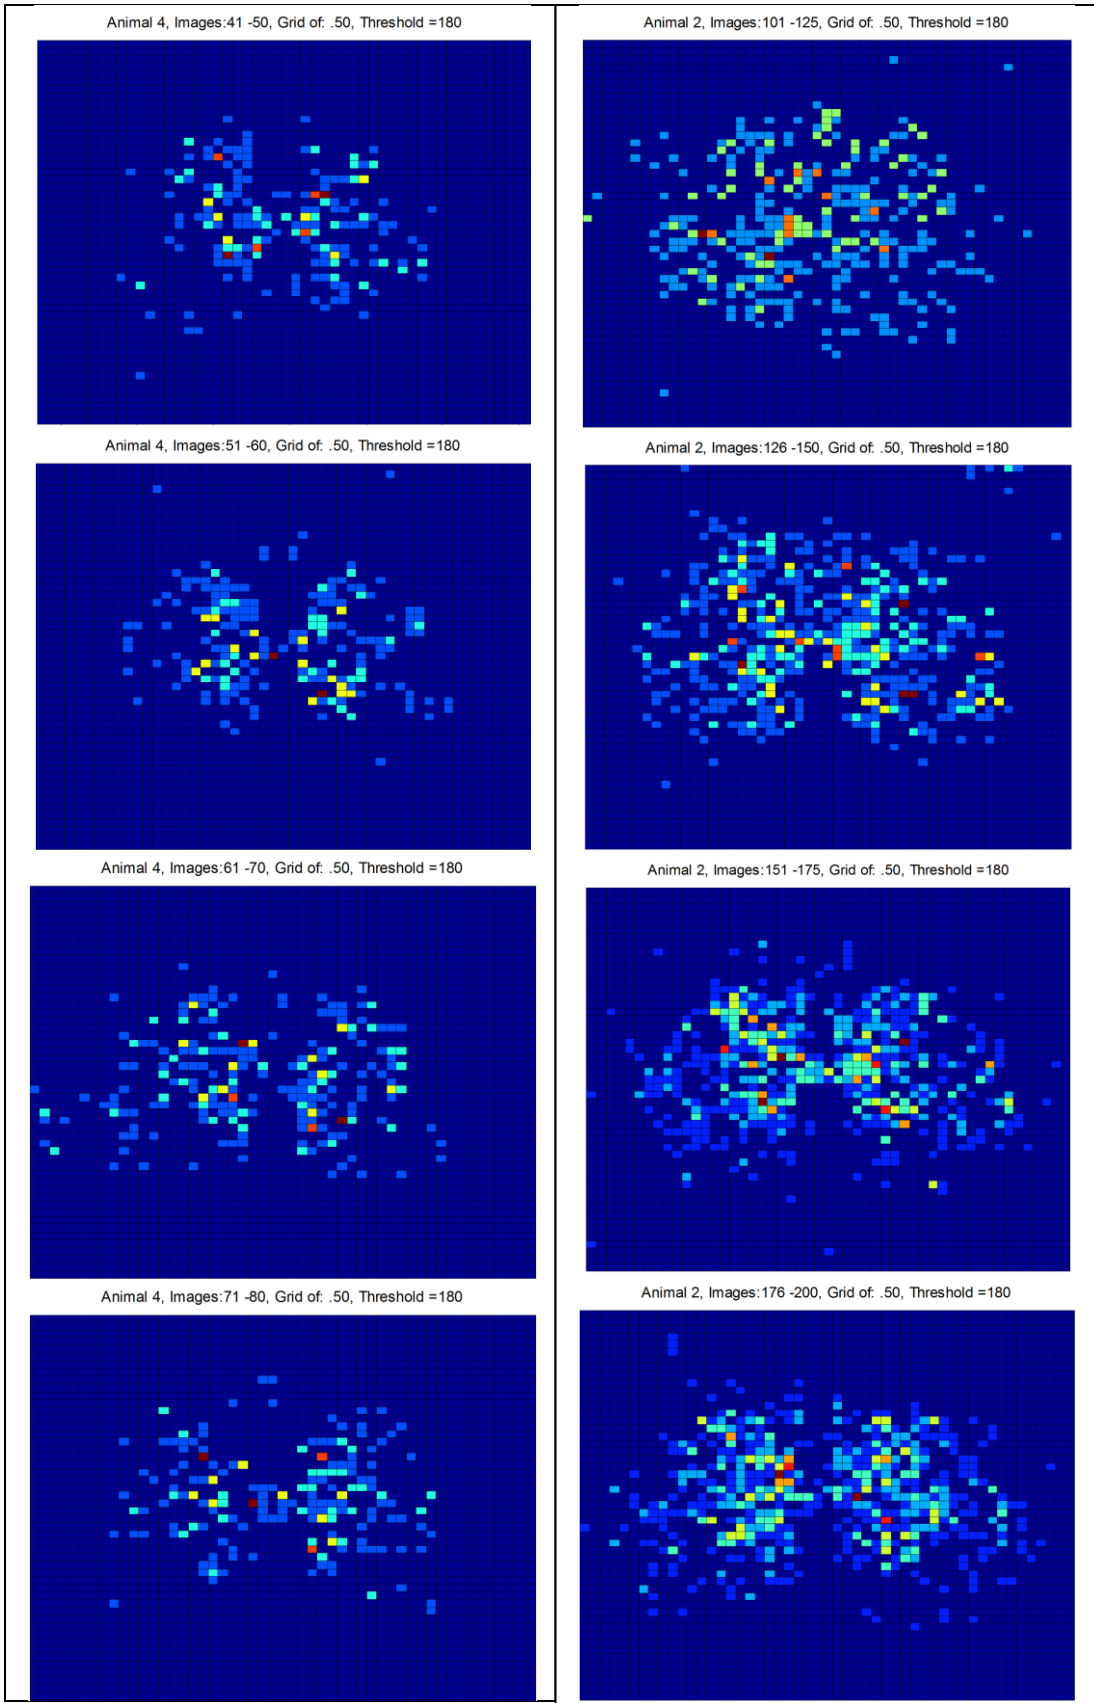 Animal 4, Images:41 -50, Grid of: .50, Threshold =180
Animal 2, Images:101 -125, Grid of: .50, Threshold =180
Animal 4, Images:51 -60, Grid of: .50, Threshold =180
Animal 2, Images:126 -150, Grid of: .50, Threshold =180
Animal 4, Images:61 -70, Grid of: .50, Threshold =180
Animal 2, Images:151 -175, Grid of: .50, Threshold =180
Animal 4, Images:71 -80, Grid of: .50, Threshold =180
Animal 2, Images:176 -200, Grid of: .50, Threshold =180